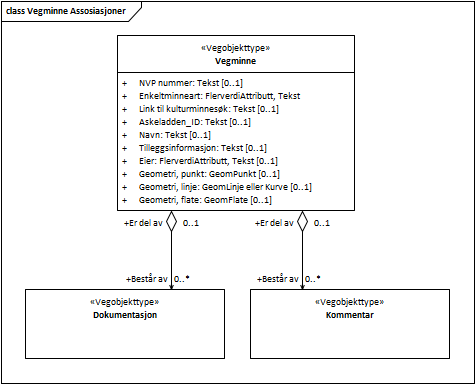 class Vegminne Assosiasjoner
«Vegobjekttype»
Vegminne
+ NVP nummer: Tekst [0..1]
+ Enkeltminneart: FlerverdiAttributt, Tekst
+ Link til kulturminnesøk: Tekst [0..1]
+ Askeladden_ID: Tekst [0..1]
+ Navn: Tekst [0..1]
+ Tilleggsinformasjon: Tekst [0..1]
+ Eier: FlerverdiAttributt, Tekst [0..1]
+ Geometri, punkt: GeomPunkt [0..1]
+ Geometri, linje: GeomLinje eller Kurve [0..1]
+ Geometri, flate: GeomFlate [0..1]
+Er del av 0..1 +Er del av 0..1
+Består av 0..* +Består av 0..*
«Vegobjekttype» «Vegobjekttype»
Dokumentasjon Kommentar